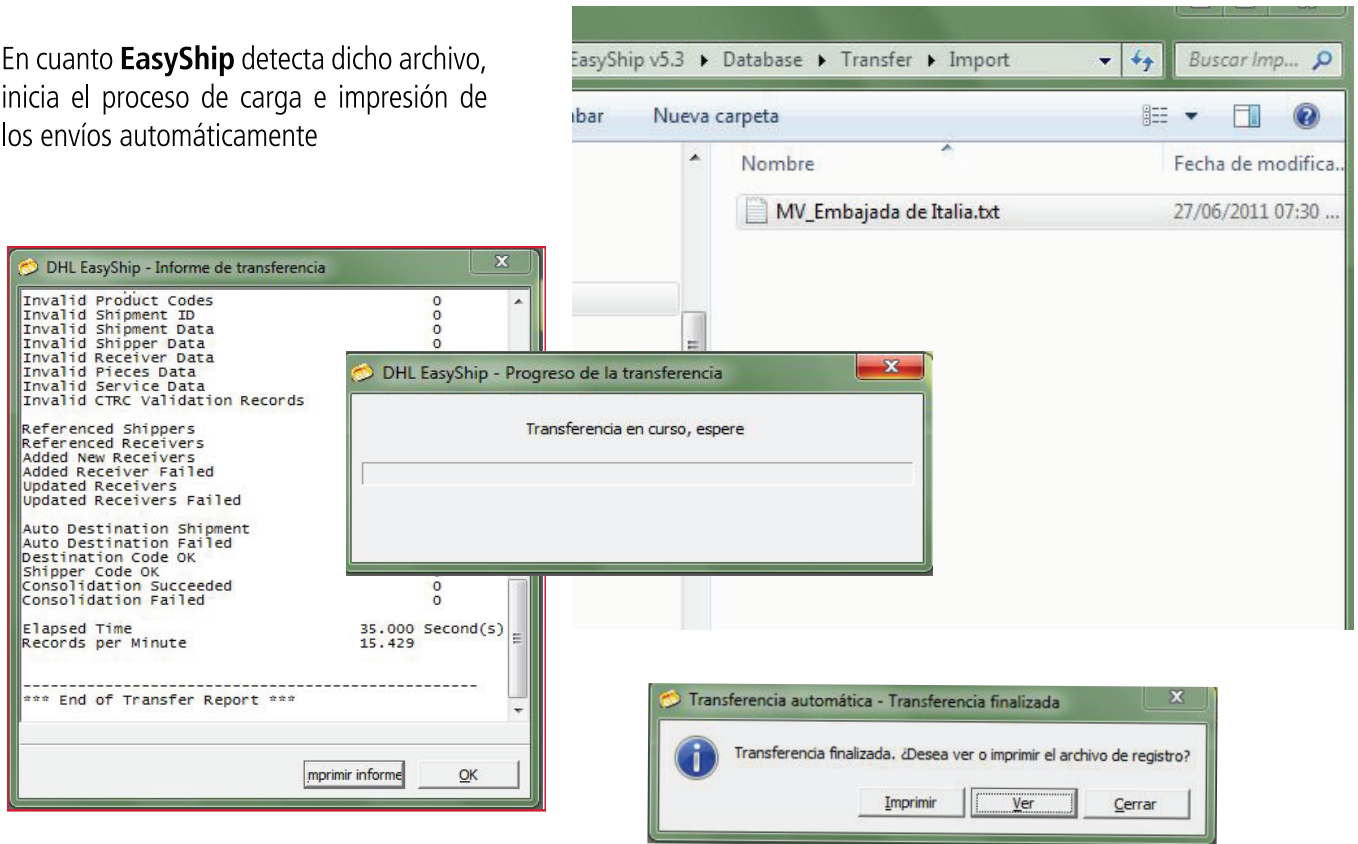 En cuanto EasyShip detecta dicho archivo,
inicia el proceso de carga e impresión de
los envíos automáticamente
EasyShip v5.3 Database Transfer Import
Buscar Imp...
Nueva carpeta
Nombre Fecha de modifica..
MV_Embajada de Italia.txt 27/06/2011 07:30 ...
DHL EasyShip - Informe de transferencia
Invalid Product Codes 0
Invalid Shipment ID 0
Invalid Shipment Data 0
Invalid Shipper Data 0
Invalid Receiver Data
Invalid Pieces Data
Invalid Service Data
Invalid CTRC Validation Records
Referenced Shippers
Referenced Receivers
Added New Receivers
Added Receiver Failed
Updated Receivers
Updated Receivers Failed
Auto Destination Shipment
Auto Destination Failed
Destination Code OK
Shipper Code OK
Consolidation Succeeded 0
Consolidation Failed 0
Elapsed Time 35.000 Second(s)
Records per Minute 15.429
*** End of Transfer Report ***
mprimir informe OK
DHL EasyShip - Progreso de la transferencia
Transferencia en curso, espere
Transferencia automática - Transferencia finalizada
Transferencia finalizada. ¿Desea ver o imprimir el archivo de registro?
Imprimir Ver Cerrar